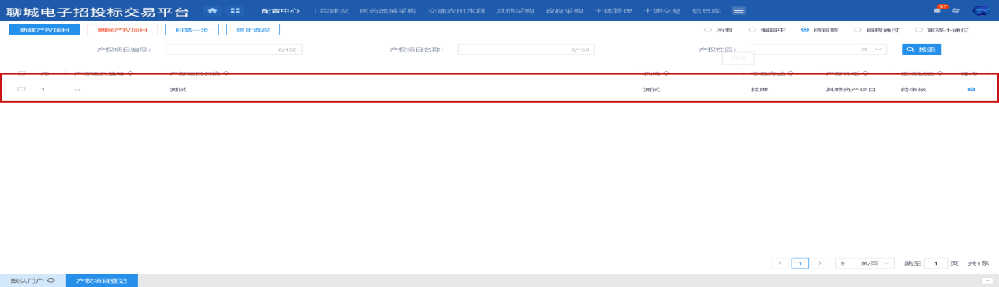 聊城电子招投标交易平台 配置中心 工程建设 医药器械采购 交通农田水利 其他采购 政府采购 主体管理 土地交易 信息库 57
新建产权项目 删除产权项目 回第一步 终止流程 所有 编辑中 待审核 审核通过 审核不通过
产权项目编号: 0/150 产权项目名称: 0/150 产权性质: 搜索
序 产权项目编号 产权项目名称 机构 交易方式 产权性质 审核状态 操作
1 -- 测试 测试 挂牌 其他资产项目 待审核
< 1 > 9 条/页 跳至 1 页 共1条
默认门户 产权项目登记